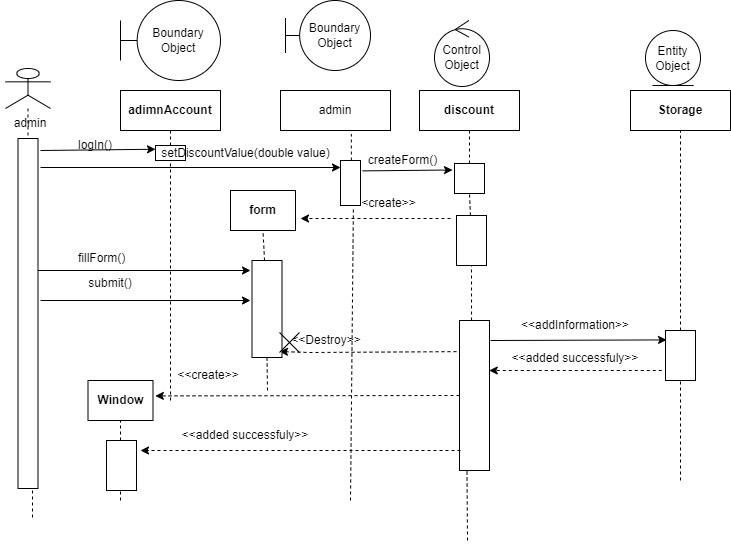 Boundary
Object
Boundary
Object
Control
Object
Entity
Object
admin
adimnAccount
admin
discount
Storage
logIn()
setDiscountValue(double value)
createForm()
<create>>
form
fillForm()
submit()
<<addInformation>>
<<Destroy>>
<<added successfuly>>
<<create>>
Window
<<added successfuly>>